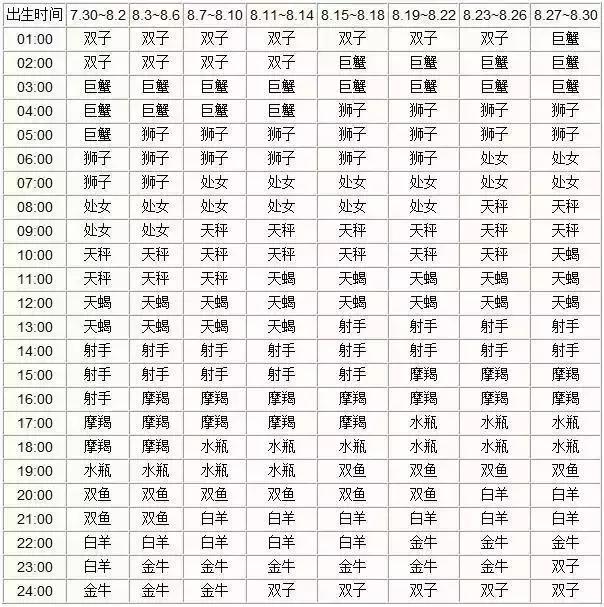 出生时间 7.30~8.2 8.3~8.6 8.7~8.10 8.11~8.14 8.15~8.18 8.19~8.22 8.23~8.26 8.27~8.30
01:00 双子 双子 双子 双子 双子 双子 双子 巨蟹
02:00 双子 双子 双子 双子 巨蟹 巨蟹 巨蟹 巨蟹
03:00 巨蟹 巨蟹 巨蟹 巨蟹 巨蟹 巨蟹 巨蟹 巨蟹
04:00 巨蟹 巨蟹 巨蟹 巨蟹 狮子 狮子 狮子 狮子
05:00 巨蟹 狮子 狮子 狮子 狮子 狮子 狮子 狮子
06:00 狮子 狮子 狮子 狮子 狮子 狮子 处女 处女
07:00 狮子 狮子 处女 处女 处女 处女 处女 处女
08:00 处女 处女 处女 处女 处女 处女 天秤 天秤
09:00 处女 处女 天秤 天秤 天秤 天秤 天秤 天秤
10:00 天秤 天秤 天秤 天秤 天秤 天秤 天秤 天蝎
11:00 天秤 天秤 天秤 天蝎 天蝎 天蝎 天蝎 天蝎
12:00 天蝎 天蝎 天蝎 天蝎 天蝎 天蝎 天蝎 天蝎
13:00 天蝎 天蝎 天蝎 天蝎 射手 射手 射手 射手
14:00 射手 射手 射手 射手 射手 射手 射手 射手
15:00 射手 射手 射手 射手 射手 摩羯 摩羯 摩羯
16:00 射手 摩羯 摩羯 摩羯 摩羯 摩羯 摩羯 摩羯
17:00 摩羯 摩羯 摩羯 摩羯 摩羯 水瓶 水瓶 水瓶
18:00 摩羯 摩羯 水瓶 水瓶 水瓶 水瓶 水瓶 水瓶
19:00 水瓶 水瓶 水瓶 水瓶 双鱼 双鱼 双鱼 双鱼
20:00 双鱼 双鱼 双鱼 双鱼 双鱼 双鱼 白羊 白羊
21:00 双鱼 双鱼 白羊 白羊 白羊 白羊 白羊 白羊
22:00 白羊 白羊 白羊 白羊 白羊 金牛 金牛 金牛
23:00 白羊 金牛 金牛 金牛 金牛 金牛 金牛 双子
24:00 金牛 金牛 金牛 双子 双子 双子 双子 双子